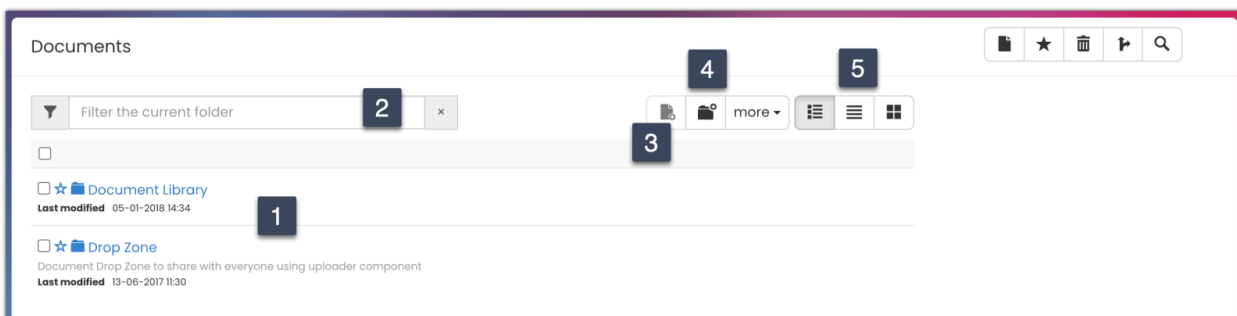 Documents
4
5
Filter the current folder
2
×
more
3
Document Library
Last modified 05-01-2018 14:34
1
Drop Zone
Document Drop Zone to share with everyone using uploader component
Last modified 13-06-2017 11:30